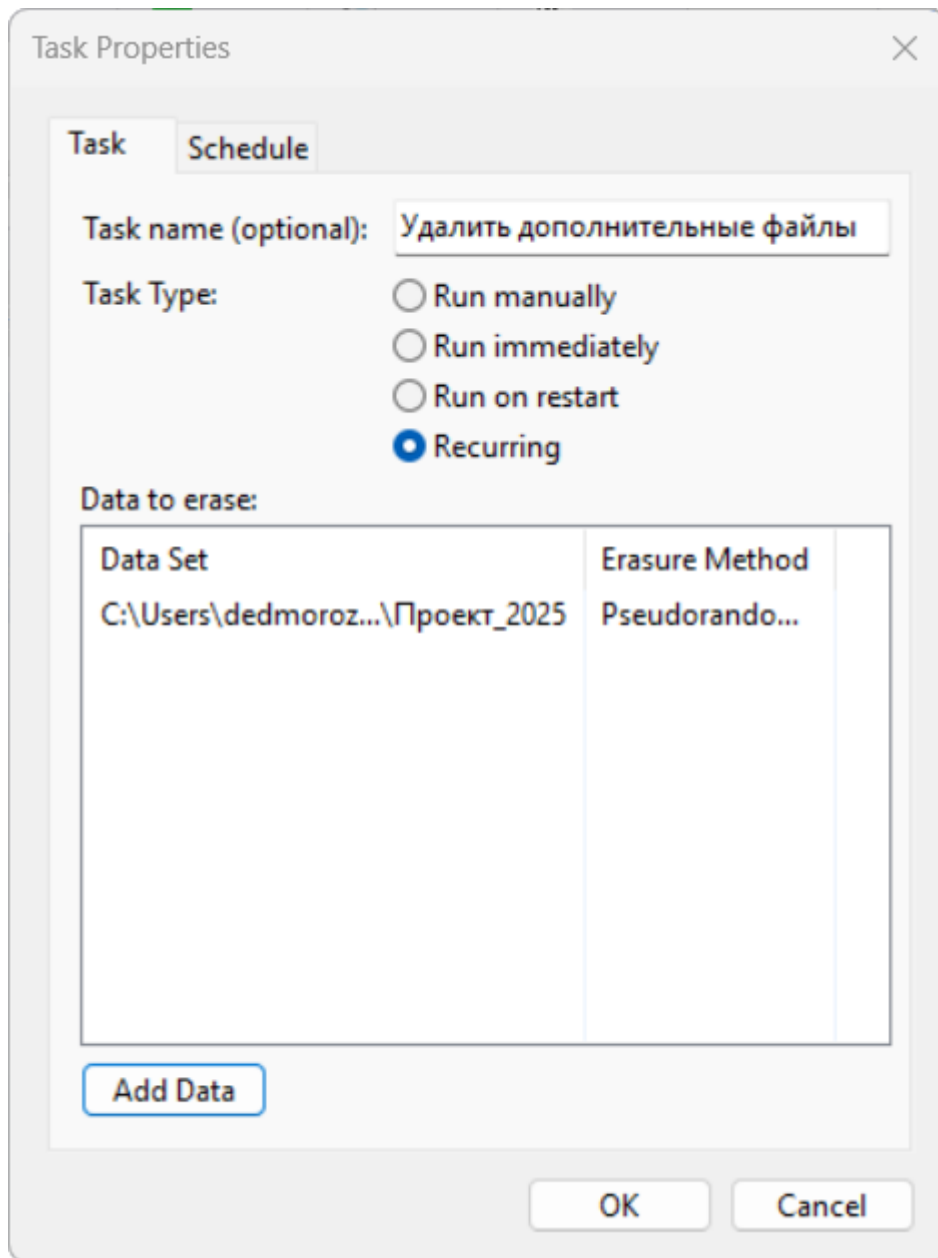 Task Properties
Task Schedule
Task name (optional): Удалить дополнительные файлы
Task Type: Run manually
Run immediately
Run on restart
Recurring
Data to erase:
Data Set Erasure Method
C:\Users\dedmoroz...\Проект_2025 Pseudorando...
Add Data
OK Cancel